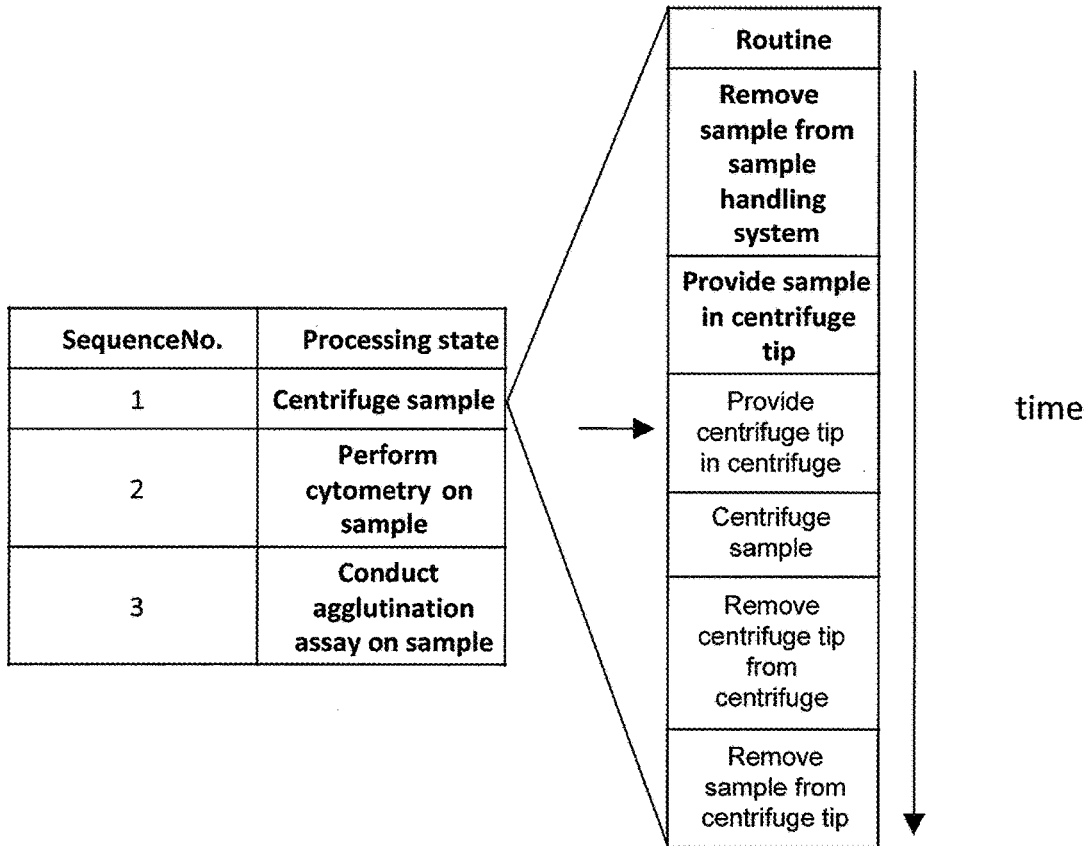 SequenceNo.
Processing state
1
Centrifuge sample
2
Perform
cytometry on
sample
3
Conduct
agglutination
assay on sample
Routine
Remove
sample from
sample
handling
system
Provide sample
in centrifuge
tip
Provide
centrifuge tip
in centrifuge
Centrifuge
sample
Remove
centrifuge tip
from
centrifuge
Remove
sample from
centrifuge tip
time